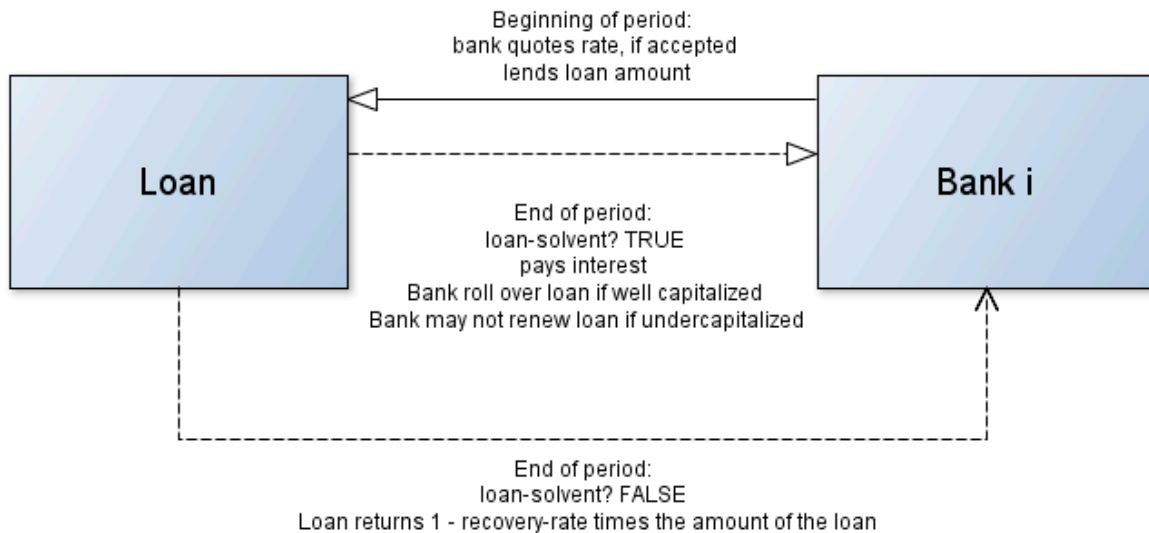 Beginning of period:
bank quotes rate, if accepted
lends loan amount
Loan
Bank i
End of period:
loan-solvent? TRUE
pays interest
Bank roll over loan if well capitalized
Bank may not renew loan if undercapitalized
End of period:
loan-solvent? FALSE
Loan returns 1 - recovery-rate times the amount of the loan